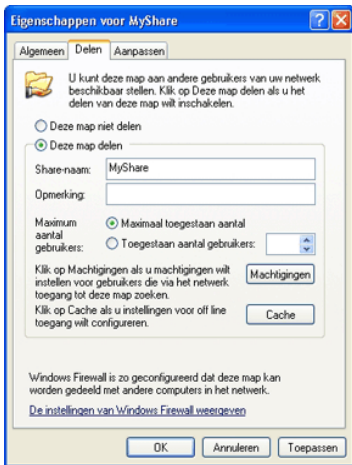 Eigenschappen voor MyShare
Algemeen Delen Aanpassen
U kunt deze map aan andere gebruikers van uw netwerk
beschikbaar stellen. Klik op Deze map delen als u het
delen van deze map wilt inschakelen.
Deze map niet delen
Deze map delen
Share-naam: MyShare
Opmerking:
Maximum
aantal
gebruikers:
Maximaal toegestaan aantal
Toegestaan aantal gebruikers:
Klik op Machtigingen als u machtigingen wilt
instellen voor gebruikers die via het netwerk
toegang tot deze map zoeken.
Machtigingen
Klik op Cache als u instellingen voor off line
toegang wilt configureren.
Cache
Windows Firewall is zo geconfigureerd dat deze map kan
worden gedeeld met andere computers in het netwerk.
De instellingen van Windows Firewall weergeven
OK Annuleren Toepassen